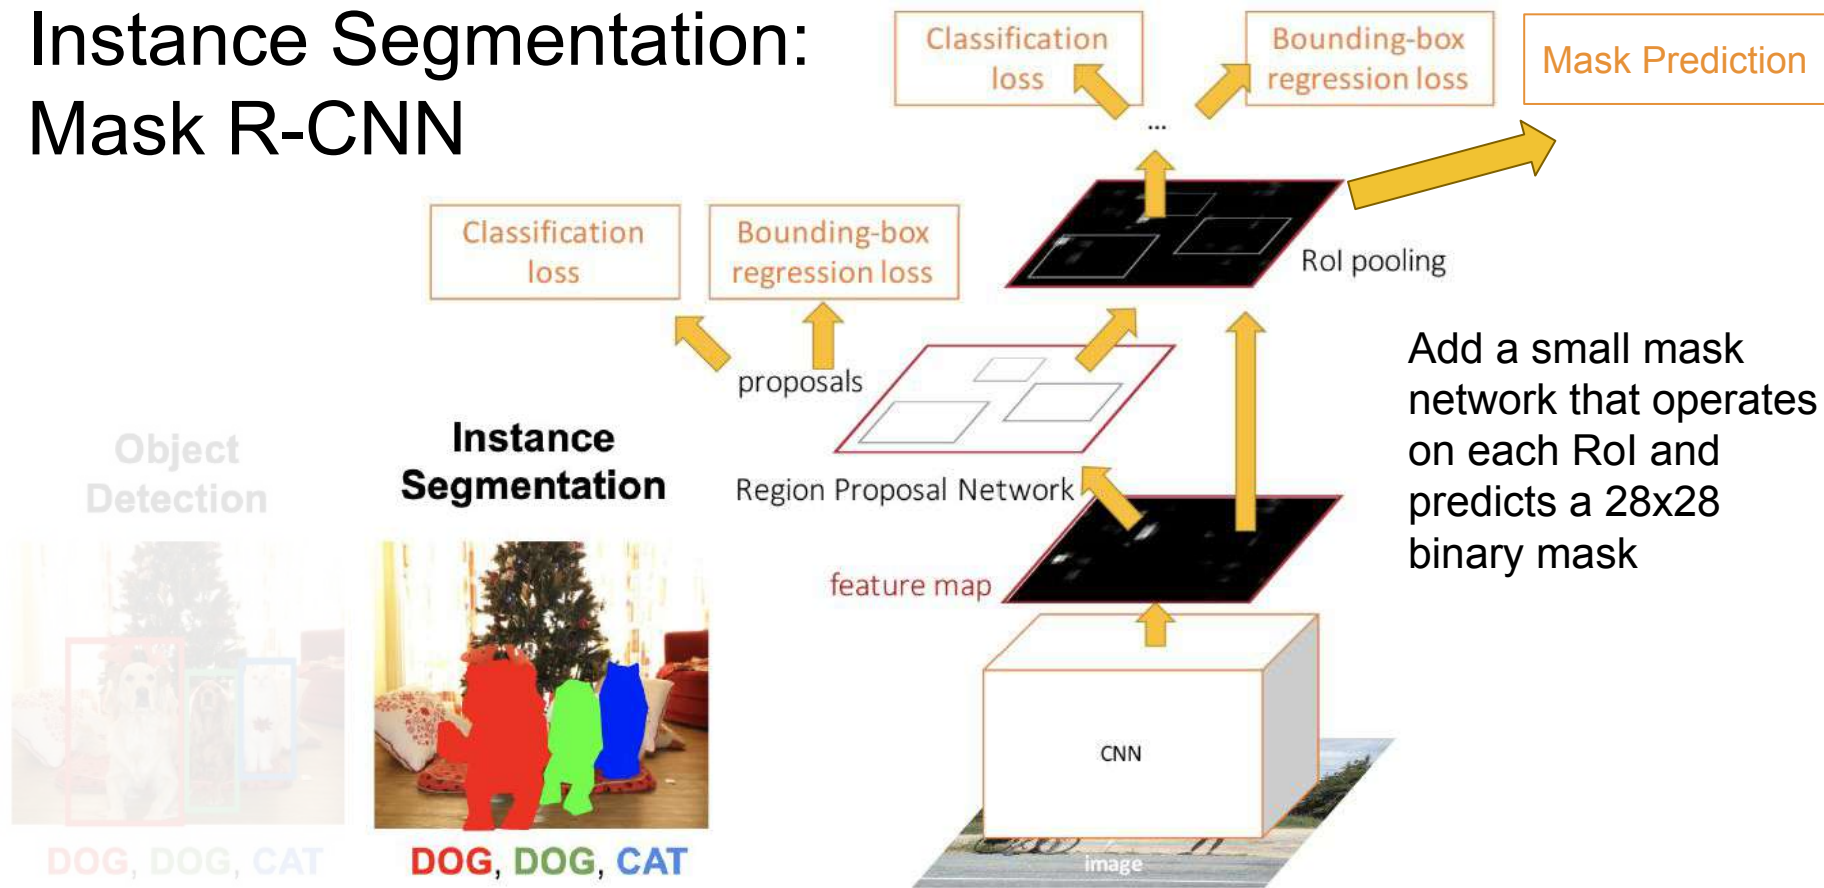 Instance Segmentation:
Mask R-CNN
Classification
loss
Bounding-box
regression loss
Mask Prediction
...
Classification
loss
Bounding-box
regression loss
RoI pooling
proposals
Add a small mask
network that operates
on each RoI and
predicts a 28x28
binary mask
Object
Detection
Instance
Segmentation
Region Proposal Network
feature map
CNN
image
DOG, DOG, CAT
DOG, DOG, CAT